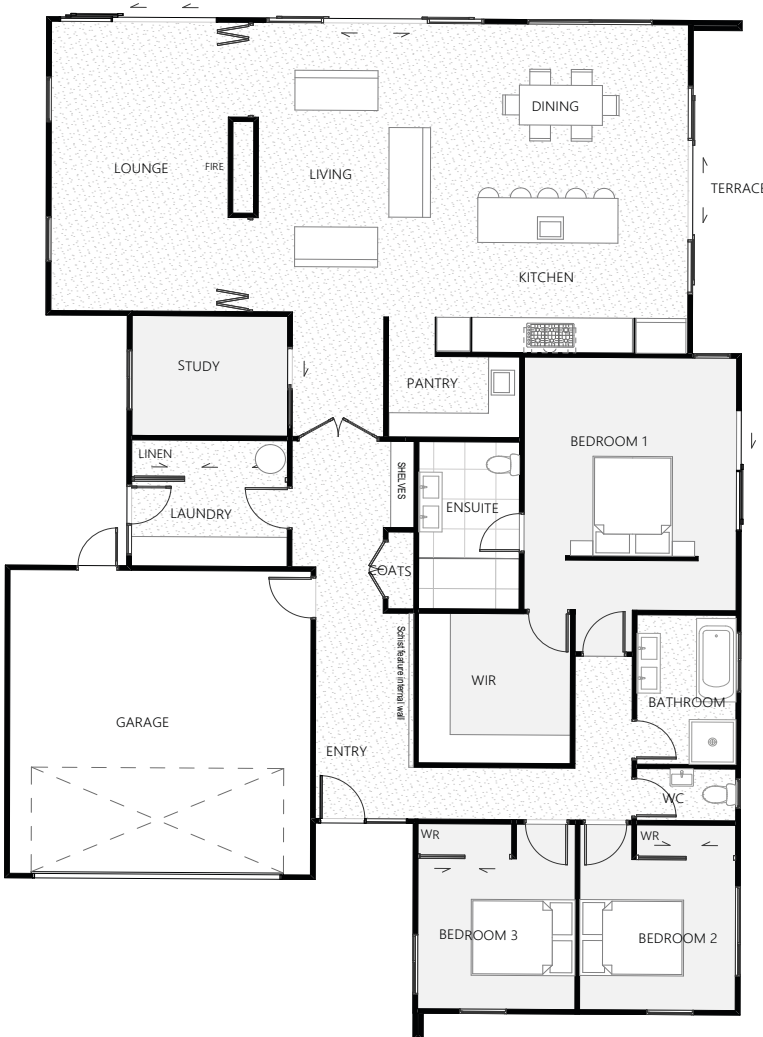 DINING
LOUNGE
FIRE
LIVING
TERRACE
KITCHEN
STUDY
PANTRY
BEDROOM 1
LINEN
SHELVES
ENSUITE
LAUNDRY
COATS
Schist feature internal wall
WIR
BATHROOM
GARAGE
ENTRY
WC
WR
WR
BEDROOM 3
BEDROOM 2